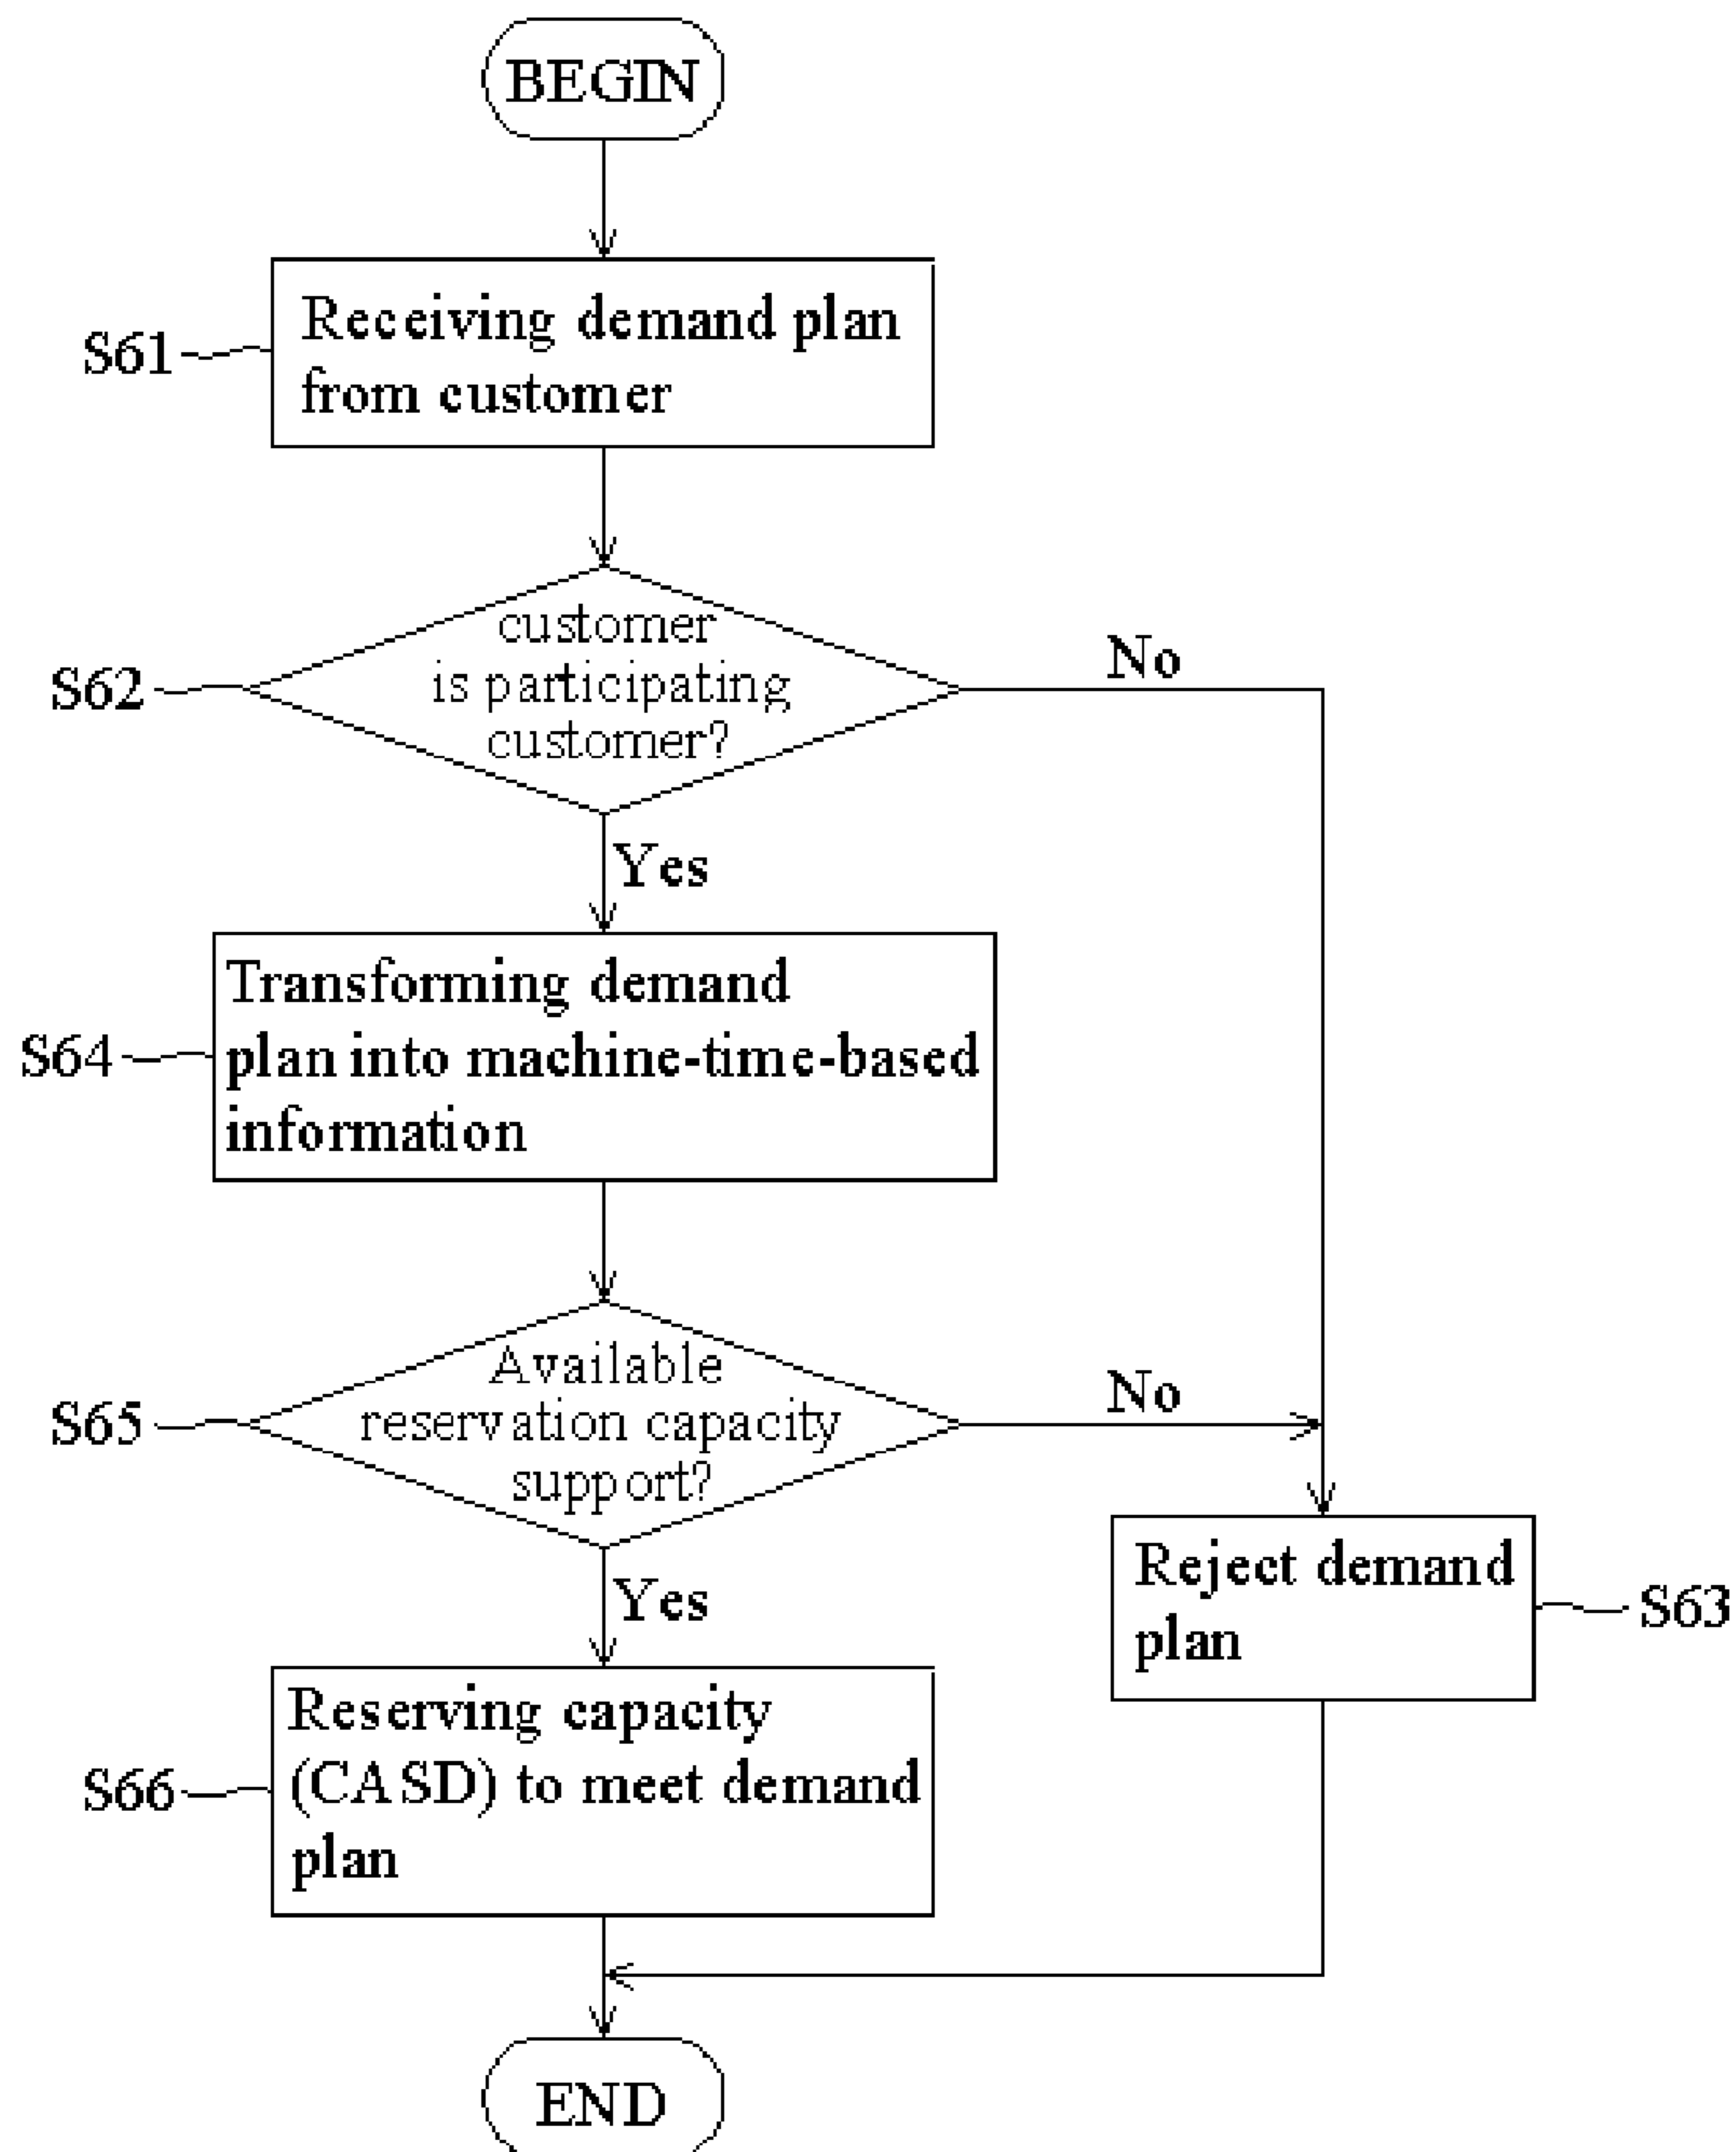 BEGIN
S61
Receiving demand plan
from customer
S62
customer
is participating
customer?
No
Yes
S64
Transforming demand
plan into machine-time-based
information
S65
Available
reservation capacity
support?
No
Yes
Reject demand
plan
S63
S66
Reserving capacity
(CASD) to meet demand
plan
END